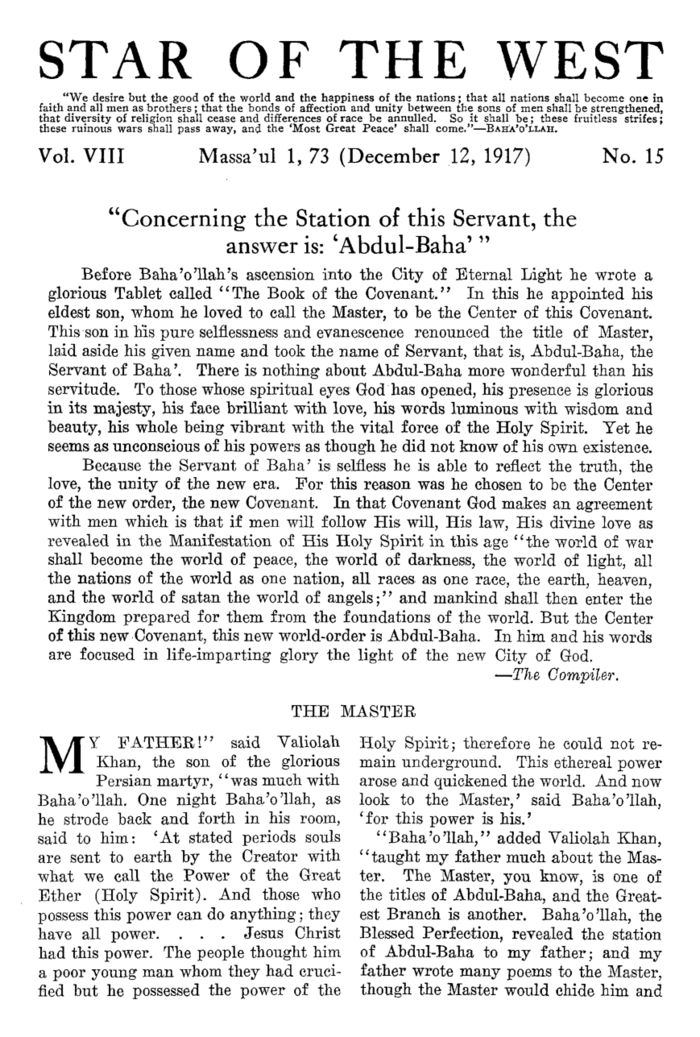 STAR OF THE WEST
"We desire but the good of the world and the happiness of the nations; that all nations shall become one in
faith and all men as brothers; that the bonds of affection and unity between the sons of men shall be strengthened,
that diversity of religion shall cease and differences of race be annulled. So it shall be; these fruitless strifes;
these ruinous wars shall pass away, and the 'Most Great Peace' shall come."—BAHA'O'LLAH.
Vol. VIII Massa'ul 1, 73 (December 12, 1917) No. 15
"Concerning the Station of this Servant, the
answer is: 'Abdul-Baha' "
Before Baha'o'llah's ascension into the City of Eternal Light he wrote a
glorious Tablet called "The Book of the Covenant." In this he appointed his
eldest son, whom he loved to call the Master, to be the Center of this Covenant.
This son in his pure selflessness and evanescence renounced the title of Master,
laid aside his given name and took the name of Servant, that is, Abdul-Baha, the
Servant of Baha'. There is nothing about Abdul-Baha more wonderful than his
servitude. To those whose spiritual eyes God has opened, his presence is glorious
in its majesty, his face brilliant with love, his words luminous with wisdom and
beauty, his whole being vibrant with the vital force of the Holy Spirit. Yet he
seems as unconscious of his powers as though he did not know of his own existence.
Because the Servant of Baha' is selfless he is able to reflect the truth, the
love, the unity of the new era. For this reason was he chosen to be the Center
of the new order, the new Covenant. In that Covenant God makes an agreement
with men which is that if men will follow His will, His law, His divine love as
revealed in the Manifestation of His Holy Spirit in this age "the world of war
shall become the world of peace, the world of darkness, the world of light, all
the nations of the world as one nation, all races as one race, the earth, heaven,
and the world of satan the world of angels;" and mankind shall then enter the
Kingdom prepared for them from the foundations of the world. But the Center
of this new Covenant, this new world-order is Abdul-Baha. In him and his words
are focused in life-imparting glory the light of the new City of God.
—The Compiler.
THE MASTER
MY FATHER!" said Valiolah
Khan, the son of the glorious
Persian martyr, "was much with
Baha'o'llah. One night Baha'o'llah, as
he strode back and forth in his room,
said to him: 'At stated periods souls
are sent to earth by the Creator with
what we call the Power of the Great
Ether (Holy Spirit). And those who
possess this power can do anything; they
have all power. . . . Jesus Christ
had this power. The people thought him
a poor young man whom they had cruci-
fied but he possessed the power of the
Holy Spirit; therefore he could not re-
main underground. This ethereal power
arose and quickened the world. And now
look to the Master,' said Baha'o'llah,
'for this power is his.'
"Baha'o'llah," added Valiolah Khan,
"taught my father much about the Mas-
ter. The Master, you know, is one of
the titles of Abdul-Baha, and the Great-
est Branch is another. Baha'o'llah, the
Blessed Perfection, revealed the station
of Abdul-Baha to my father; and my
father wrote many poems to the Master,
though the Master would chide him and